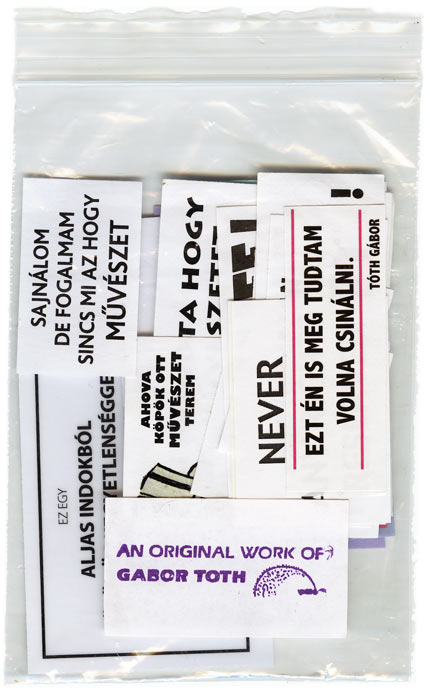 SAJNÁLOM
DE FOGALMAM
SINCS MI AZ HOGY
MŰVÉSZET
TA HOGY
SZETET
!
EZT ÉN IS MEG TUDTAM
VOLNA CSINÁLNI.
TÓTH GÁBOR
NEVER
AHOVA
KÖPÖK OTT
MŰVÉSZET
TEREM
EZ EGY
ALJAS INDOKBÓL
AN ORIGINAL WORK OF
GABOR TOTH